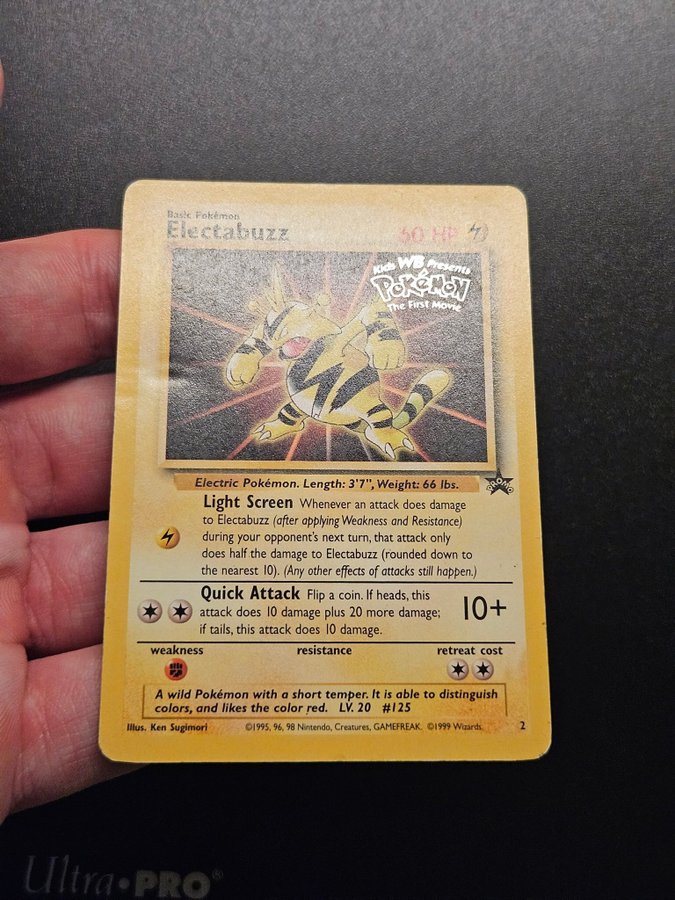 Basic Pokémon
Electabuzz 60 HP
Kids WB Presents
Pokémon
The First Movie
Electric Pokémon. Length: 3'7", Weight: 66 lbs.
PROMO
Light Screen Whenever an attack does damage
to Electabuzz (after applying Weakness and Resistance)
during your opponent's next turn, that attack only
does half the damage to Electabuzz (rounded down to
the nearest 10). (Any other effects of attacks still happen.)
Quick Attack Flip a coin. If heads, this
attack does 10 damage plus 20 more damage; 10+
if tails, this attack does 10 damage.
weakness resistance retreat cost
A wild Pokémon with a short temper. It is able to distinguish
colors, and likes the color red. LV. 20 #125
Illus. Ken Sugimori ©1995, 96, 98 Nintendo, Creatures, GAMEFREAK. ©1999 Wizards. 2
Ultra•PRO®